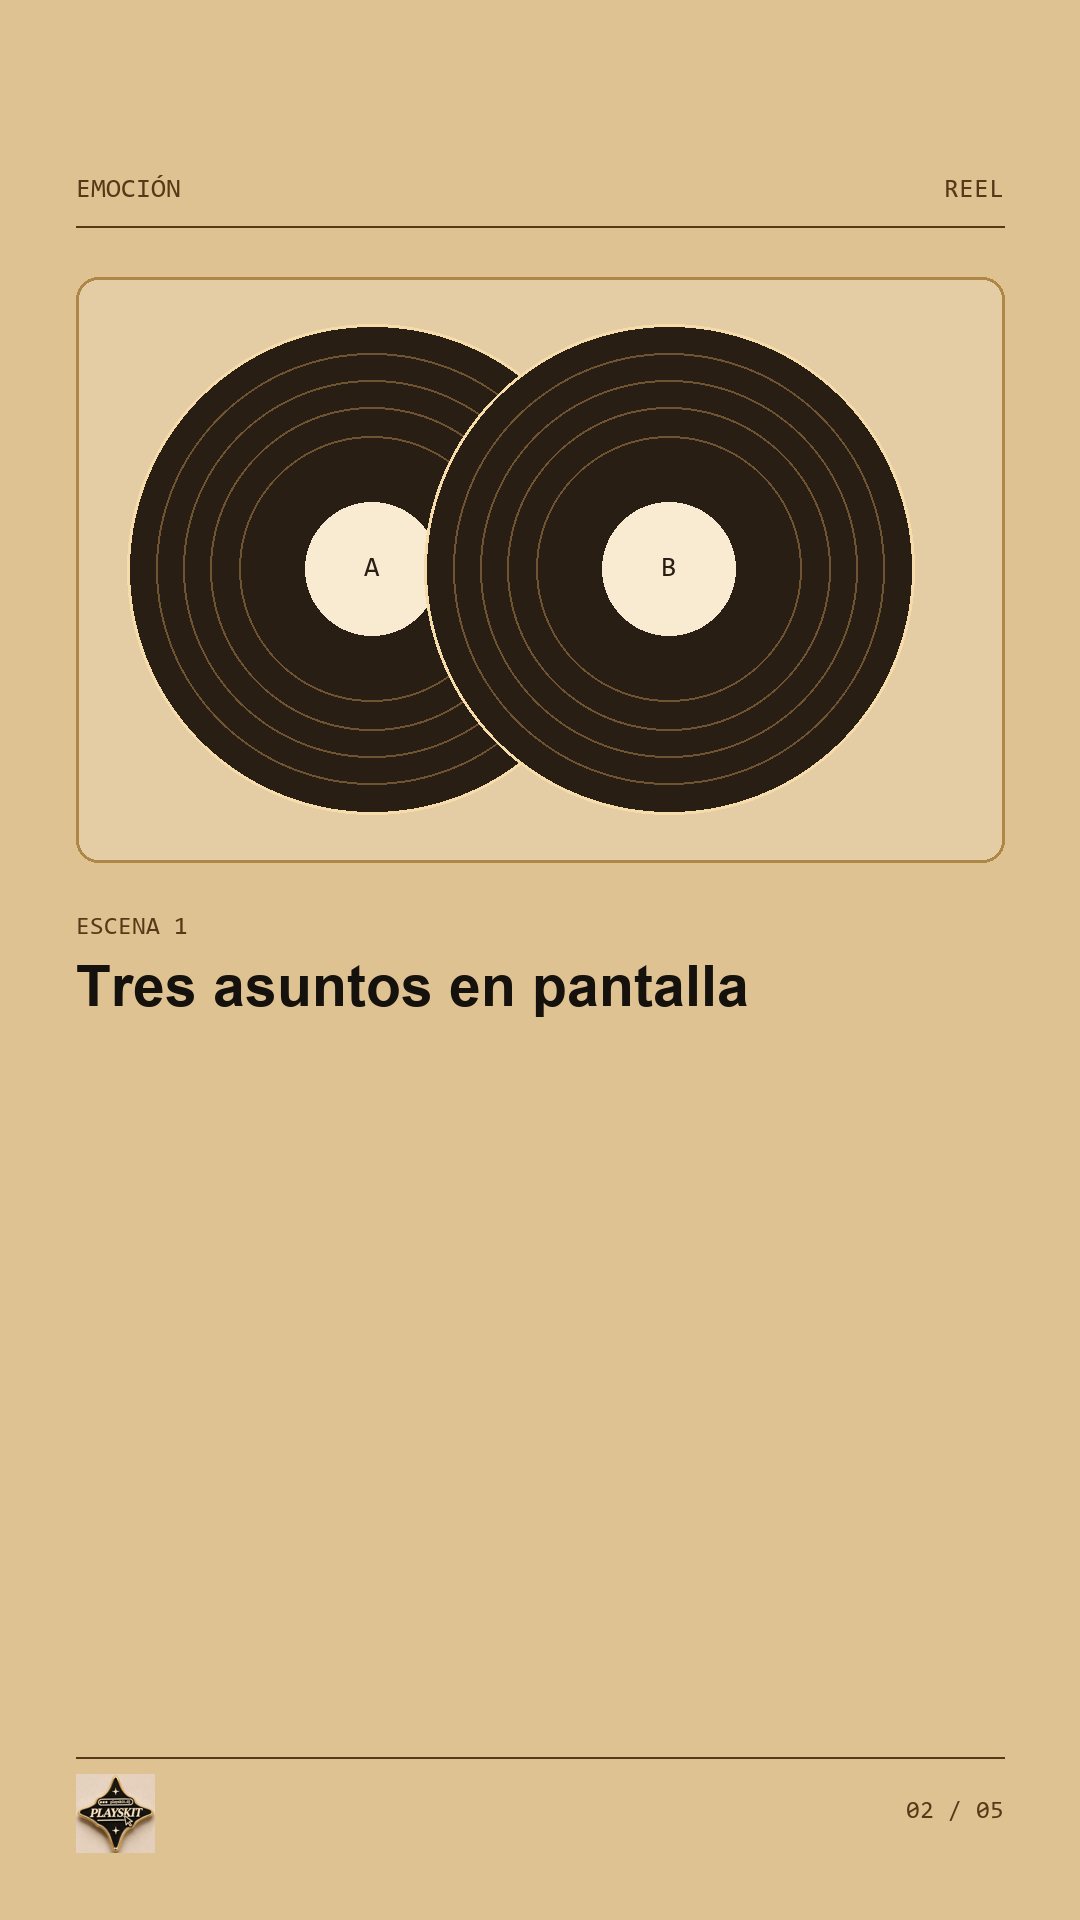 EMOCIÓN
REEL
A
B
ESCENA 1
Tres asuntos en pantalla
PLAYSKIT
02 / 05